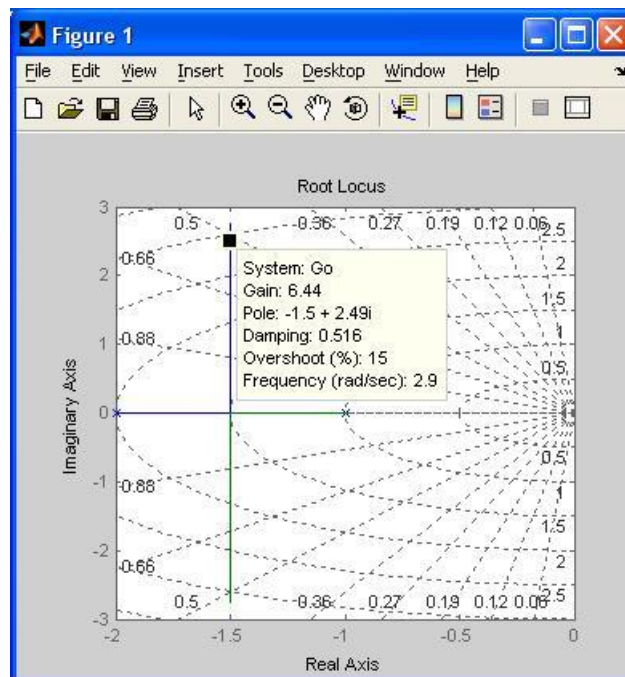 Figure 1
File Edit View Insert Tools Desktop Window Help
Root Locus
3
0.5 0.36 0.27 0.19 0.12 0.06 2.5
0.66
2 2
1.5
0.88
1 1
0.5
0
0.5
-1 0.88 1
1.5
-2 0.66 2
-3 0.5 0.36 0.27 0.19 0.12 0.06 2.5
System: Go
Gain: 6.44
Pole: -1.5 + 2.49i
Damping: 0.516
Overshoot (%): 15
Frequency (rad/sec): 2.9
Imaginary Axis
-2 -1.5 -1 -0.5 0
Real Axis